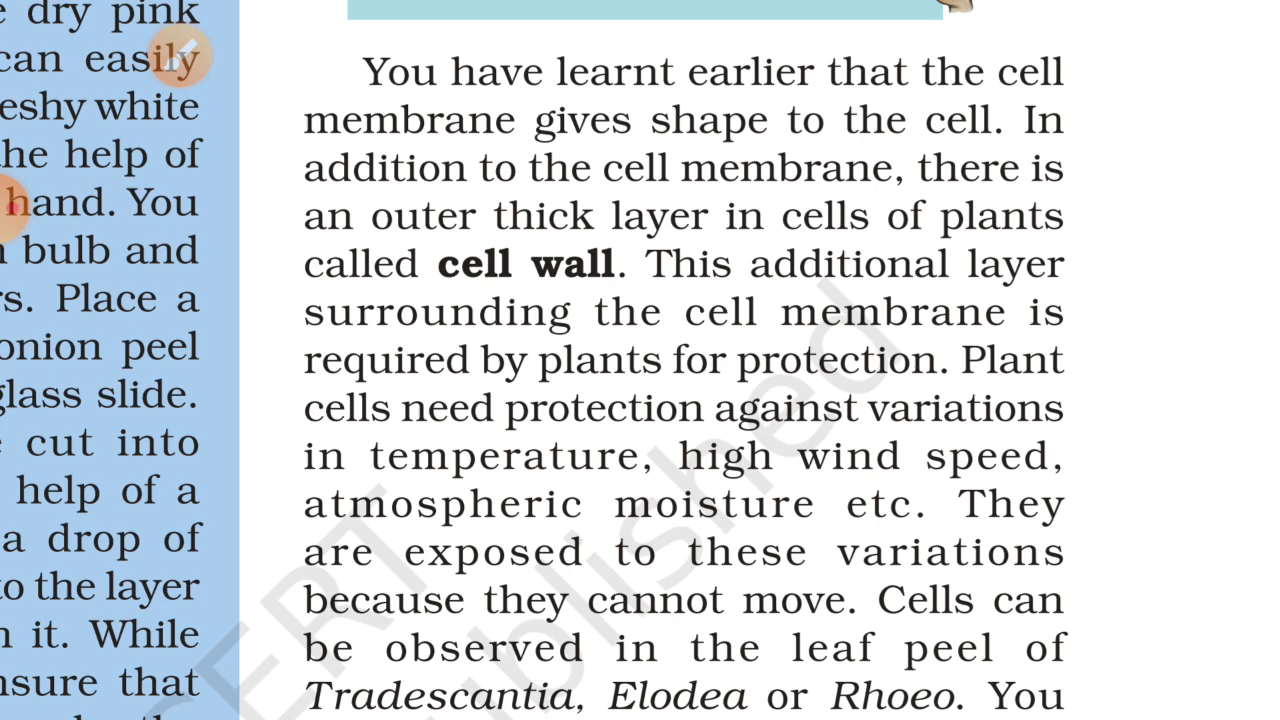 dry pink
can easily
eshy white
the help of
hand. You
bulb and
rs. Place a
onion peel
glass slide.
cut into
help of a
a drop of
to the layer
it. While
nsure that
You have learnt earlier that the cell
membrane gives shape to the cell. In
addition to the cell membrane, there is
an outer thick layer in cells of plants
called cell wall. This additional layer
surrounding the cell membrane is
required by plants for protection. Plant
cells need protection against variations
in temperature, high wind speed,
atmospheric moisture etc. They
are exposed to these variations
because they cannot move. Cells can
be observed in the leaf peel of
Tradescantia, Elodea or Rhoeo. You